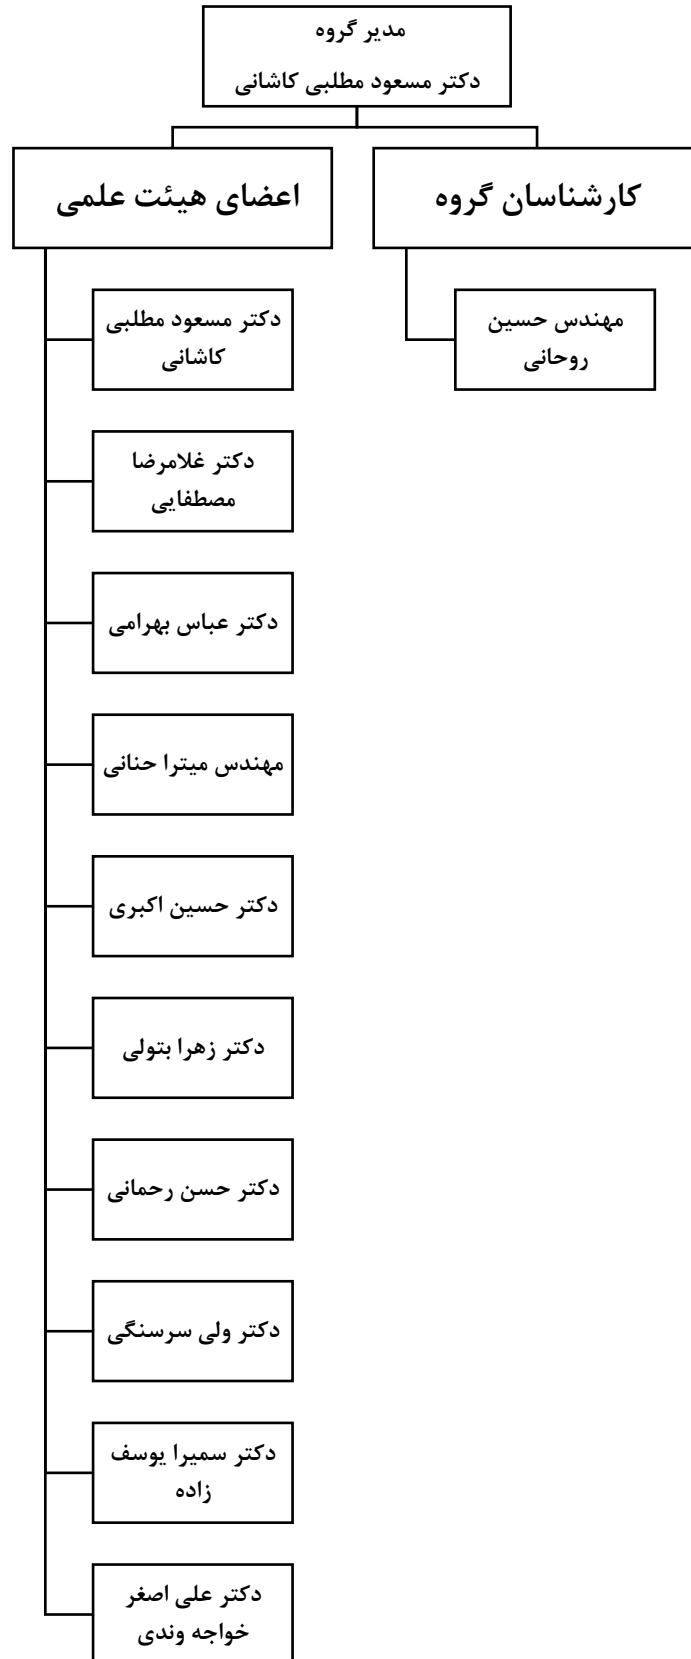 مدیر گروه
دکتر مسعود مطلبی کاشانی
کارشناسان گروه
مهندس حسین
روحانی
اعضای هیئت علمی
دکتر مسعود مطلبی
کاشانی
دکتر غلامرضا
مصطفایی
دکتر عباس بهرامی
مهندس میترا حنانی
دکتر حسین اکبری
دکتر زهرا بتولی
دکتر حسن رحمانی
دکتر ولی سرسنگی
دکتر سمیرا یوسف
زاده
دکتر علی اصغر
خواجه وندی